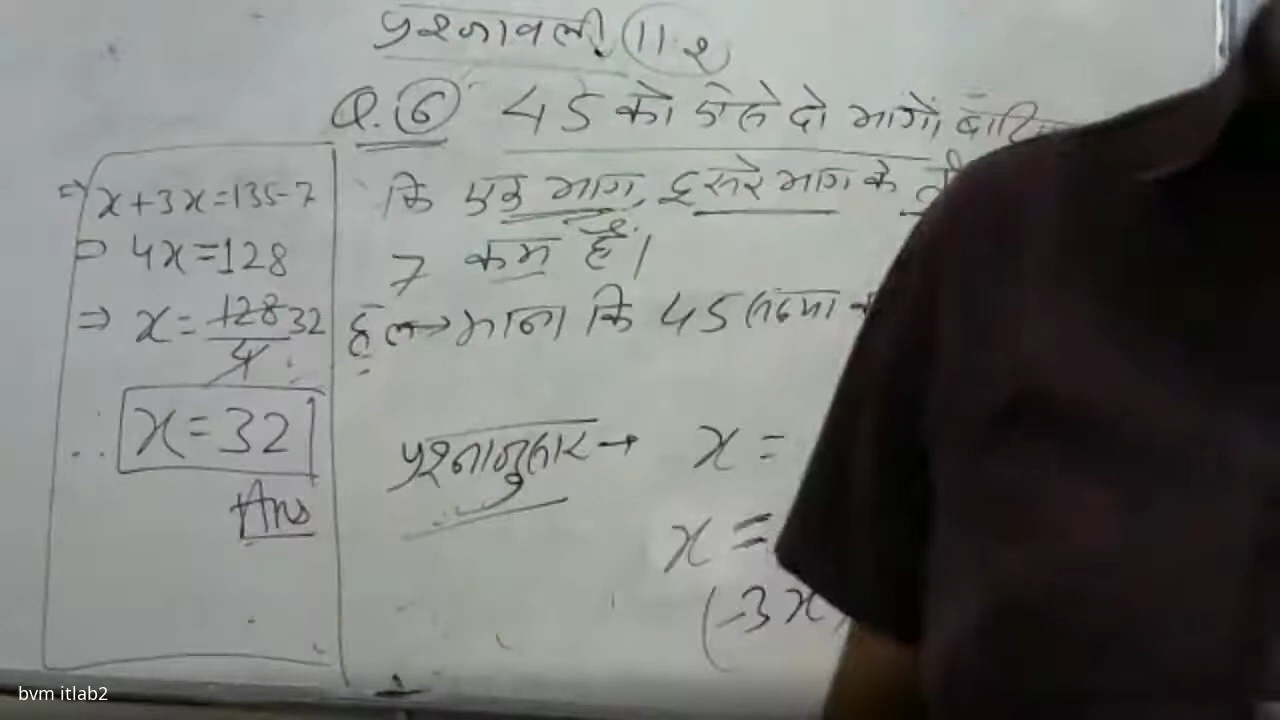 प्रश्नावली 11.2
Q. 6 45 को ऐसे दो भागों बाँटि
कि एक भाग, दूसरे भाग के
7 कम है।
हल→ माना कि 45 संख्या
प्रश्नानुसार → x =
x =
(-3x)
⇒ x+3x=135-7
⇒ 4x=128
⇒ x= 128 32
4
∴ x=32
Ans
bvm itlab2